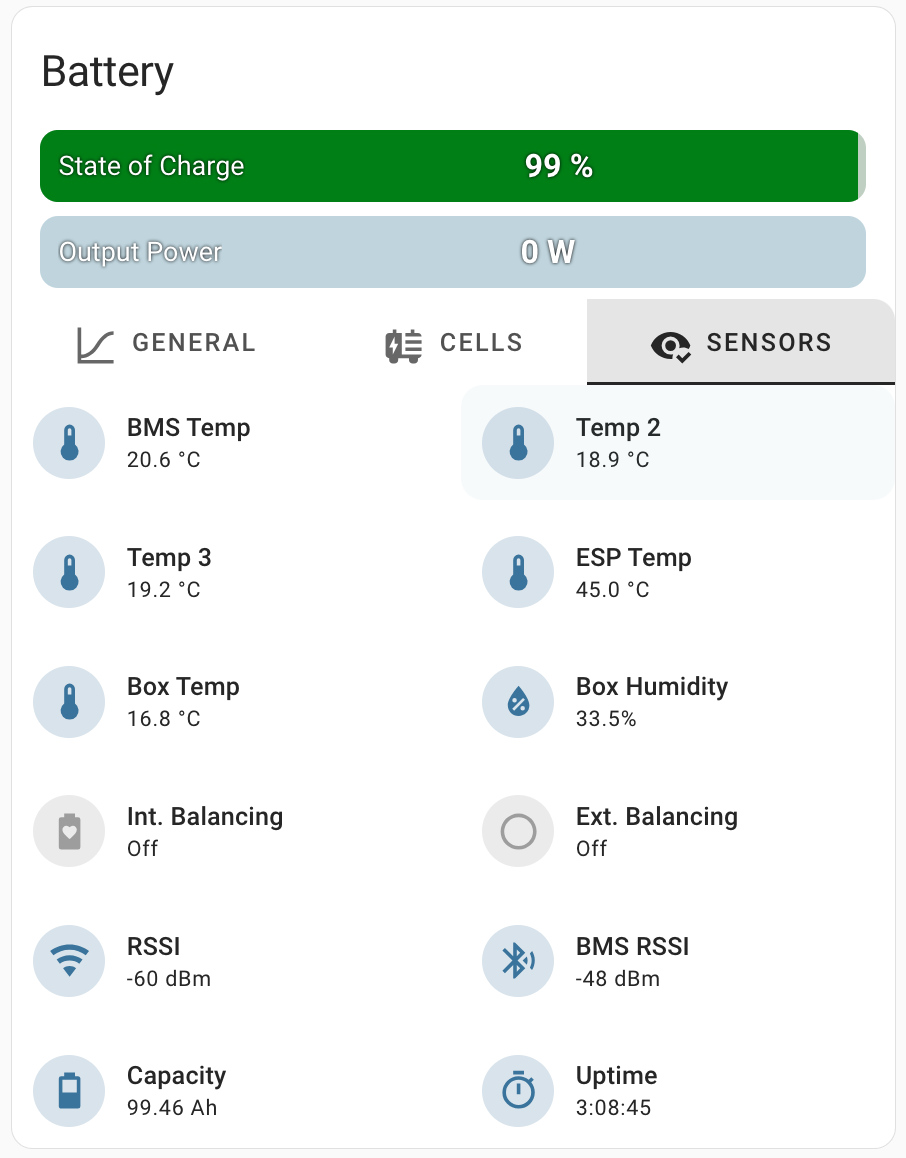 Battery
State of Charge 99 %
Output Power 0 W
GENERAL CELLS SENSORS
BMS Temp
20.6 °C
Temp 2
18.9 °C
Temp 3
19.2 °C
ESP Temp
45.0 °C
Box Temp
16.8 °C
Box Humidity
33.5%
Int. Balancing
Off
Ext. Balancing
Off
RSSI
-60 dBm
BMS RSSI
-48 dBm
Capacity
99.46 Ah
Uptime
3:08:45